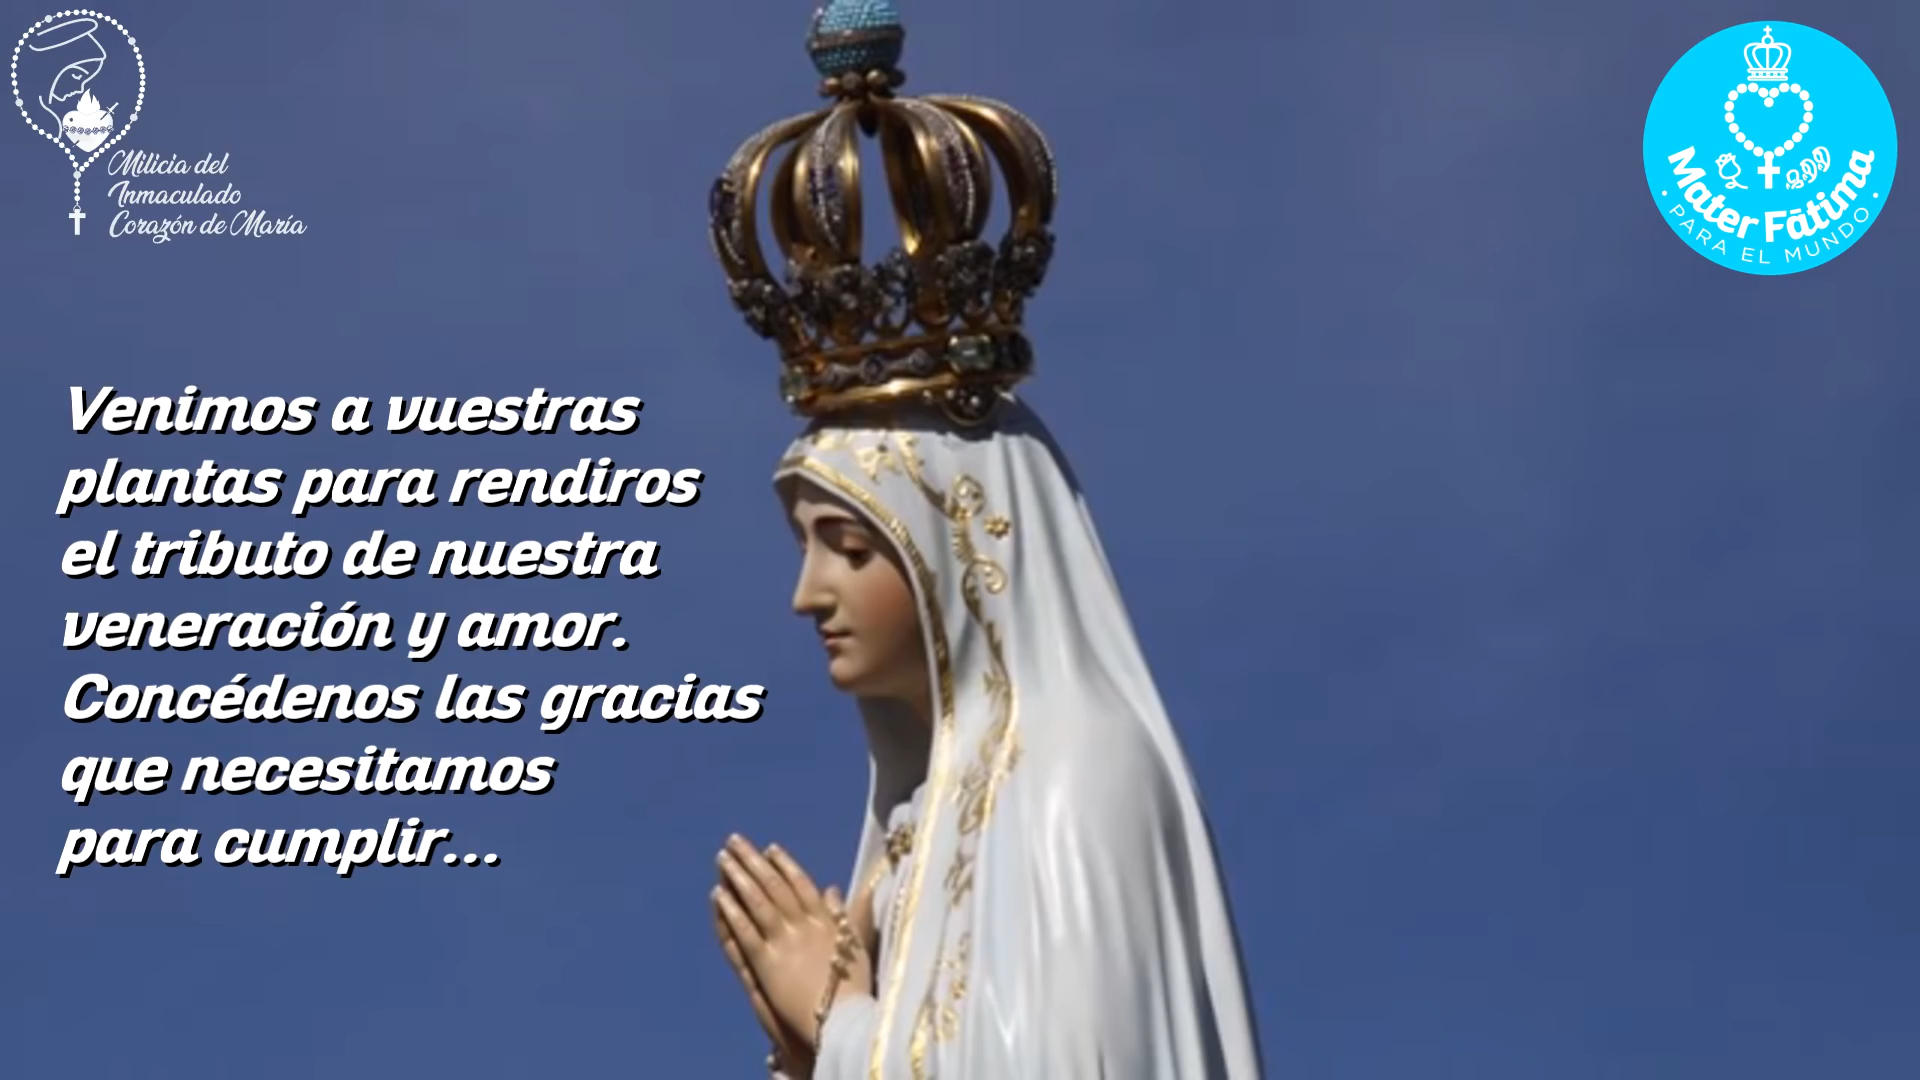 Milicia del
Inmaculado
Corazón de María
Mater Fátima
• PARA EL MUNDO •
Venimos a vuestras
plantas para rendiros
el tributo de nuestra
veneración y amor.
Concédenos las gracias
que necesitamos
para cumplir...